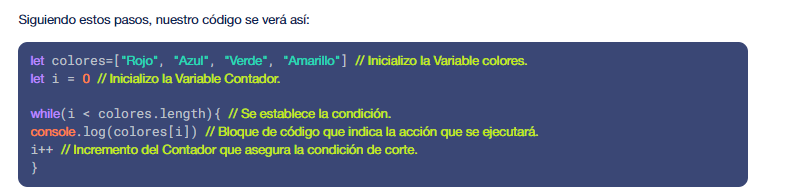 Siguiendo estos pasos, nuestro código se verá así:
let colores=["Rojo", "Azul", "Verde", "Amarillo"] // Inicializo la Variable colores.
let i = 0 // Inicializo la Variable Contador.
while(i < colores.length){ // Se establece la condición.
console.log(colores[i]) // Bloque de código que indica la acción que se ejecutará.
i++ // Incremento del Contador que asegura la condición de corte.
}